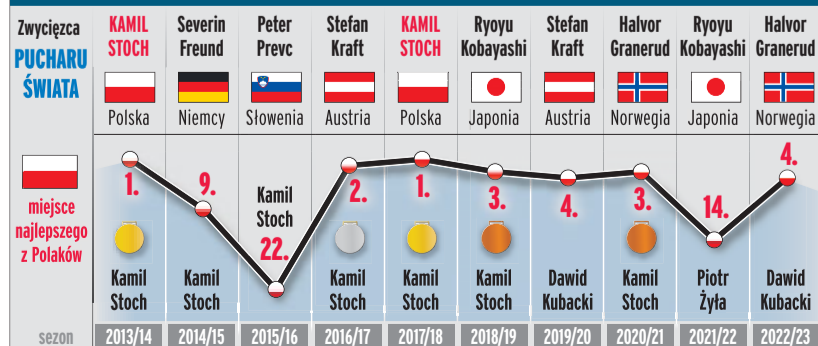 Zwycięzca
PUCHARU
ŚWIATA
KAMIL
STOCH
Polska
Severin
Freund
Niemcy
Peter
Prevc
Słowenia
Stefan
Kraft
Austria
KAMIL
STOCH
Polska
Ryoyu
Kobayashi
Japonia
Stefan
Kraft
Austria
Halvor
Granerud
Norwegia
Ryoyu
Kobayashi
Japonia
Halvor
Granerud
Norwegia
miejsce
najlepszego
z Polaków
1.
Kamil
Stoch
9.
Kamil
Stoch
Kamil
Stoch
22.
2.
Kamil
Stoch
1.
Kamil
Stoch
3.
Kamil
Stoch
4.
Dawid
Kubacki
3.
Kamil
Stoch
14.
Piotr
Żyła
4.
Dawid
Kubacki
sezon
2013/14
2014/15
2015/16
2016/17
2017/18
2018/19
2019/20
2020/21
2021/22
2022/23